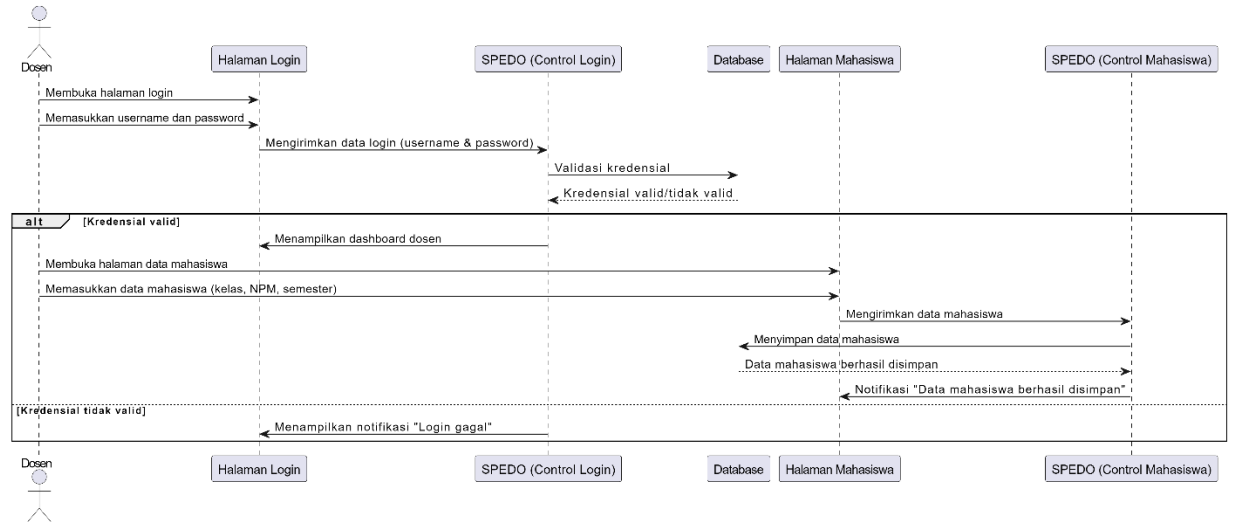 Dosen
Halaman Login
SPEDO (Control Login)
Database
Halaman Mahasiswa
SPEDO (Control Mahasiswa)
Membuka halaman login
Memasukkan username dan password
Mengirimkan data login (username & password)
Validasi kredensial
Kredensial valid/tidak valid
alt
[Kredensial valid]
Menampilkan dashboard dosen
Membuka halaman data mahasiswa
Memasukkan data mahasiswa (kelas, NPM, semester)
Mengirimkan data mahasiswa
Menyimpan data mahasiswa
Data mahasiswa berhasil disimpan
Notifikasi "Data mahasiswa berhasil disimpan"
[Kredensial tidak valid]
Menampilkan notifikasi "Login gagal"
Dosen
Halaman Login
SPEDO (Control Login)
Database
Halaman Mahasiswa
SPEDO (Control Mahasiswa)